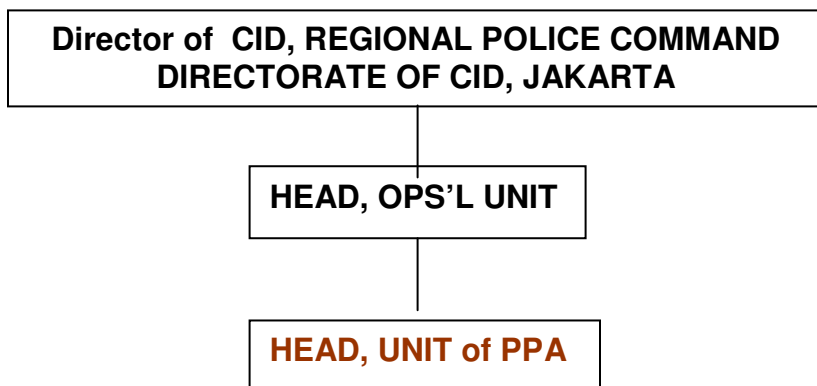 Director of CID, REGIONAL POLICE COMMAND
DIRECTORATE OF CID, JAKARTA
HEAD, OPS’L UNIT
HEAD, UNIT of PPA